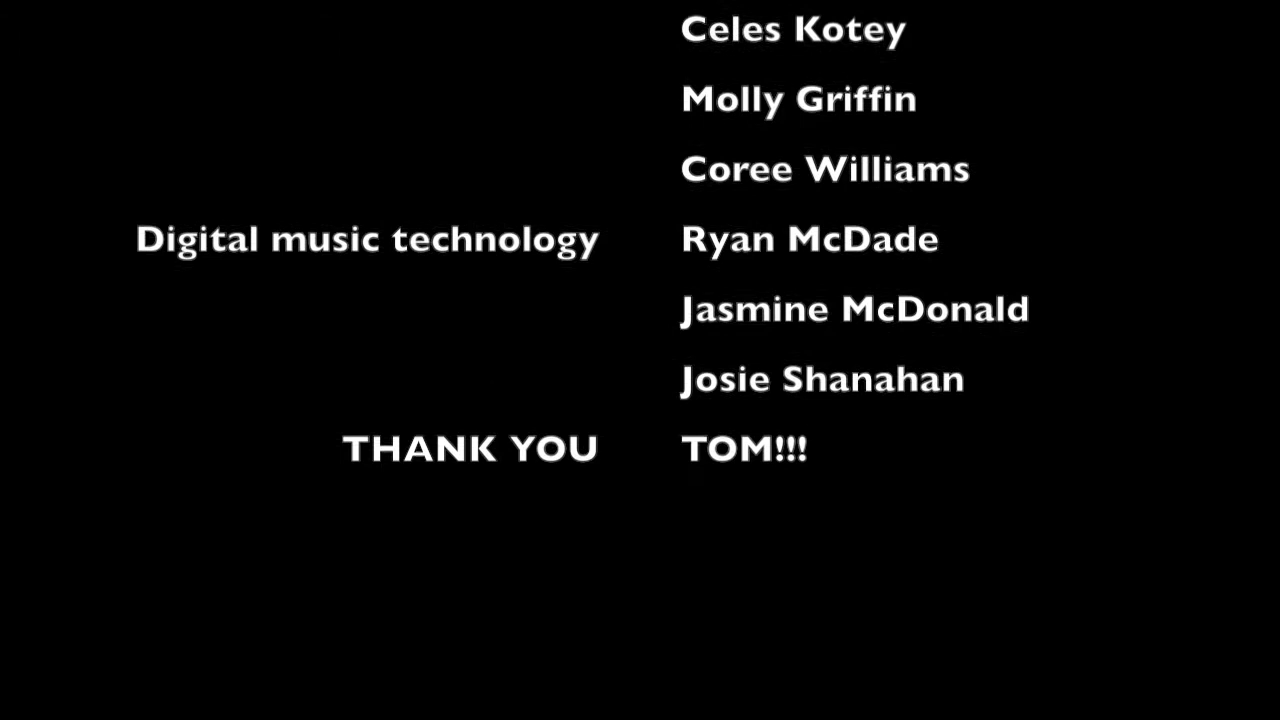 Celes Kotey
Molly Griffin
Coree Williams
Digital music technology Ryan McDade
Jasmine McDonald
Josie Shanahan
THANK YOU TOM!!!